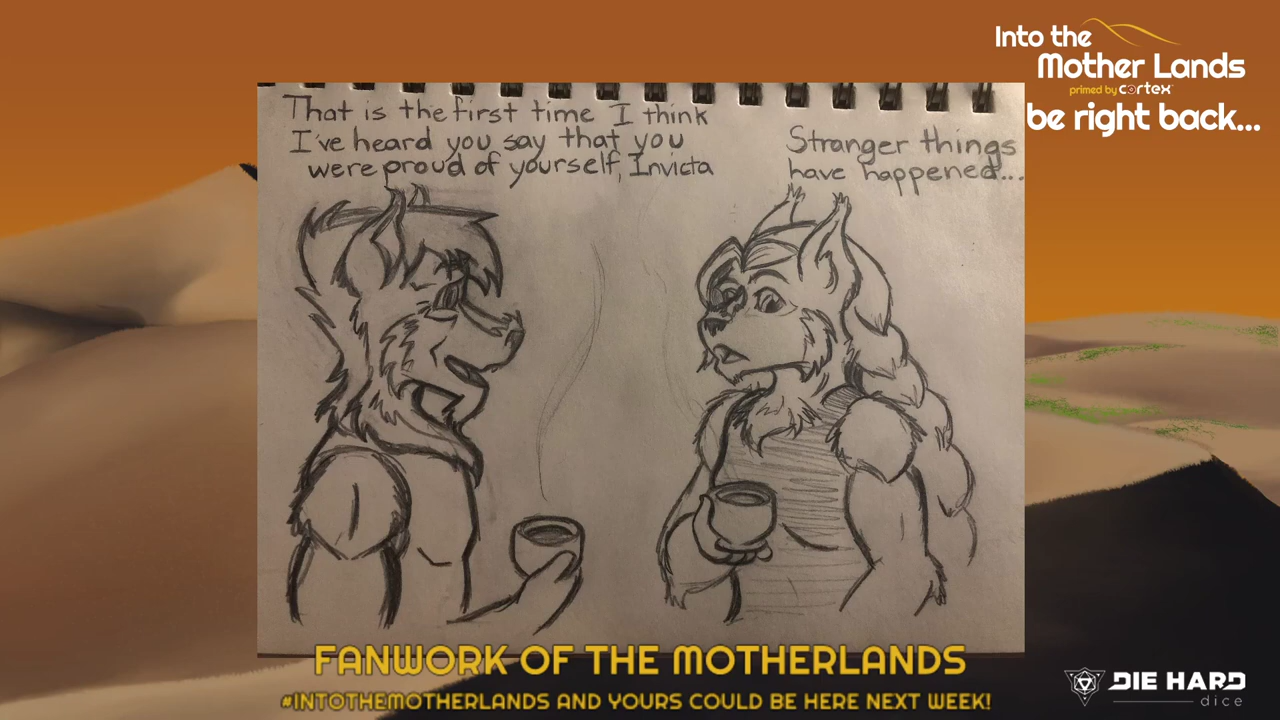 Into the
Mother Lands
primed by cortex
be right back...
That is the first time I think
I've heard you say that you
were proud of yourself, Invicta
Stranger things
have happened...
FANWORK OF THE MOTHERLANDS
#INTOTHEMOTHERLANDS AND YOURS COULD BE HERE NEXT WEEK!
DIE HARD
dice